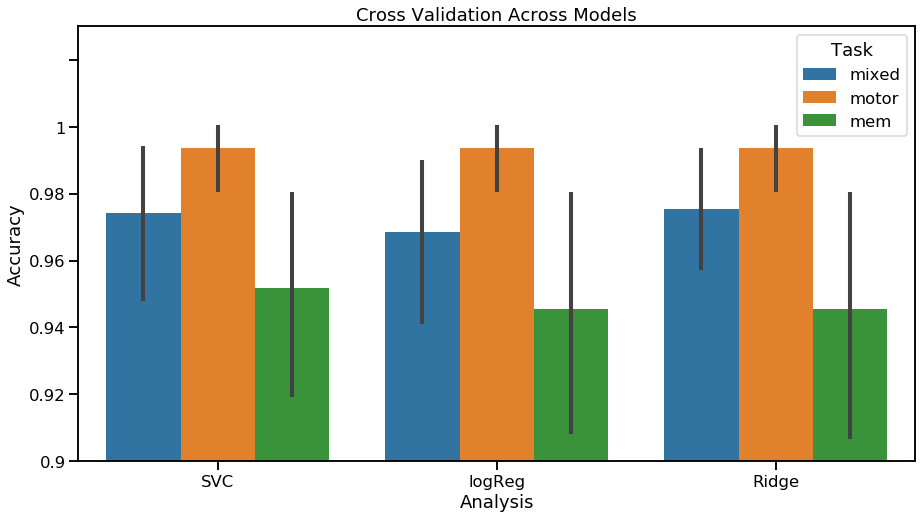 Cross Validation Across Models
Task
mixed
motor
mem
1
0.98
0.96
0.94
0.92
0.9
Accuracy
SVC
logReg
Ridge
Analysis